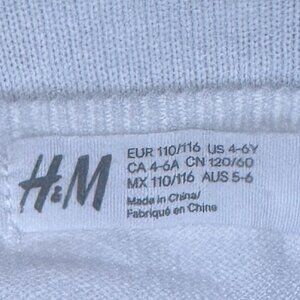 H&M
EUR 110/116 US 4-6Y
CA 4-6A CN 120/60
MX 110/116 AUS 5-6
Made in China/
Fabriqué en Chine